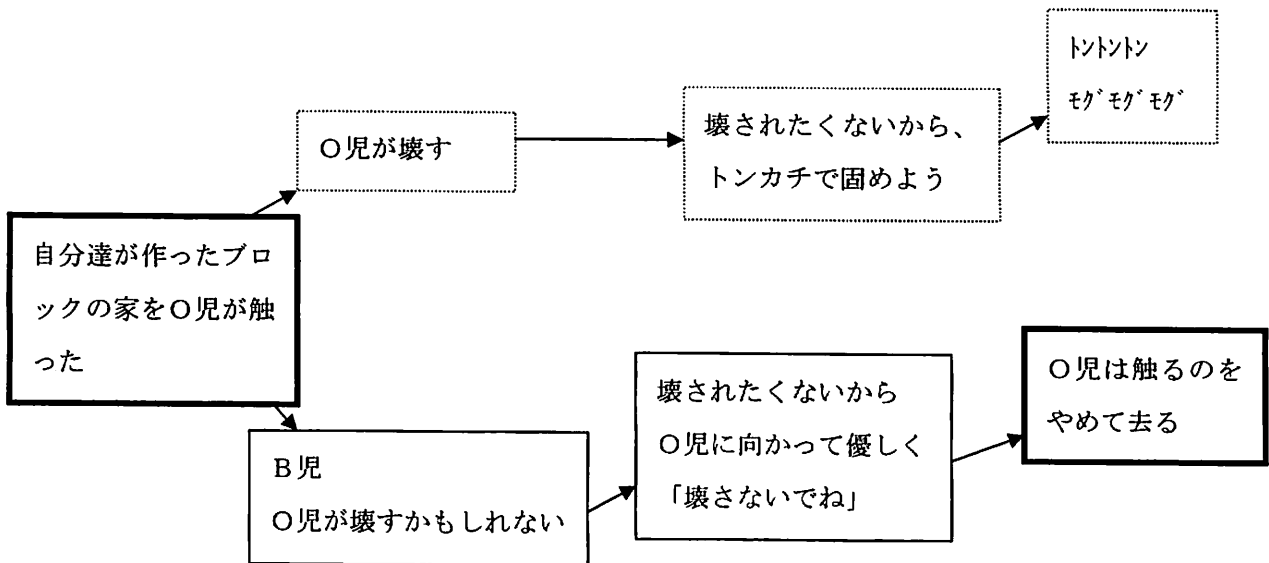 トントントン
モグモグモグ
O児が壊す
壊されたくないから、
トンカチで固めよう
自分達が作ったブロ
ックの家をO児が触
った
B児
O児が壊すかもしれない
壊されたくないから
O児に向かって優しく
「壊さないでね」
O児は触るのを
やめて去る